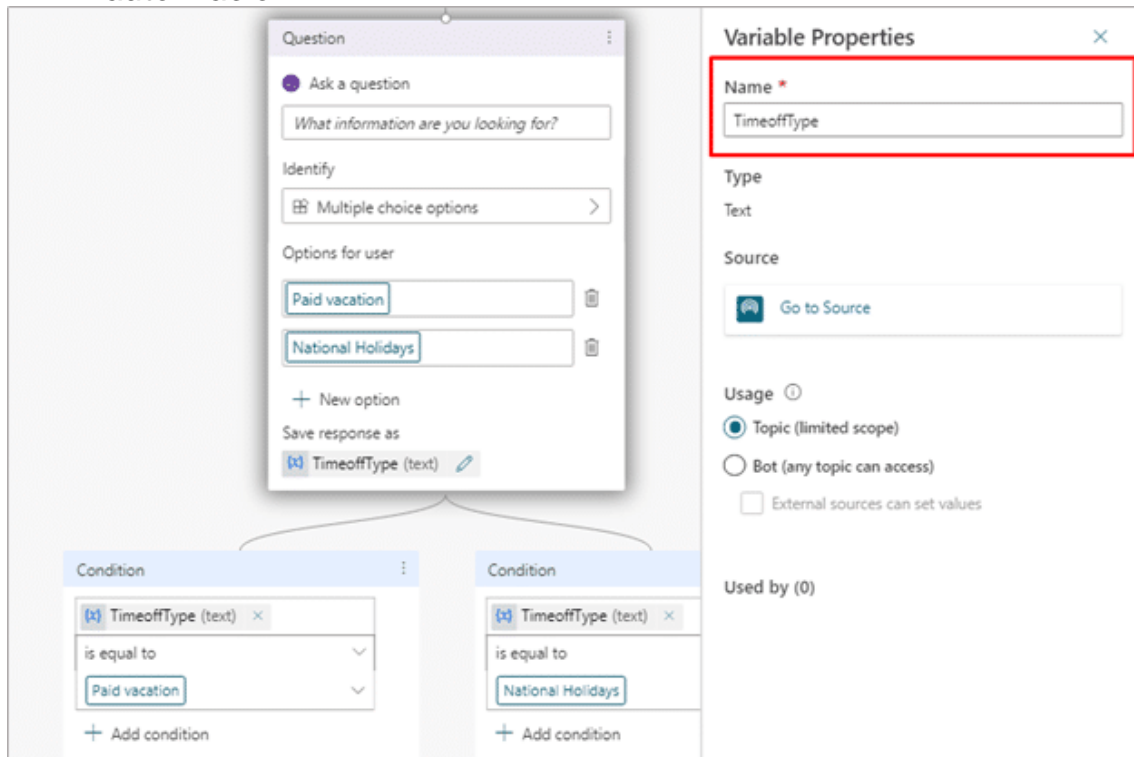 Question
Ask a question
What information are you looking for?
Identify
Multiple choice options
Options for user
Paid vacation
National Holidays
New option
Save response as
TimeoffType (text)
Condition
TimeoffType (text)
is equal to
Paid vacation
Add condition
Condition
TimeoffType (text)
is equal to
National Holidays
Add condition
Variable Properties
Name *
TimeoffType
Type
Text
Source
Go to Source
Usage
Topic (limited scope)
Bot (any topic can access)
External sources can set values
Used by (0)